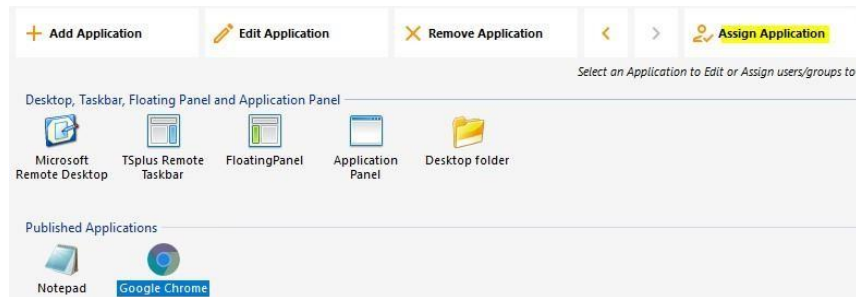 Add Application
Edit Application
Remove Application
Assign Application
Select an Application to Edit or Assign users/groups to
Desktop, Taskbar, Floating Panel and Application Panel
Microsoft
Remote Desktop
TSplus Remote
Taskbar
FloatingPanel
Application
Panel
Desktop folder
Published Applications
Notepad
Google Chrome